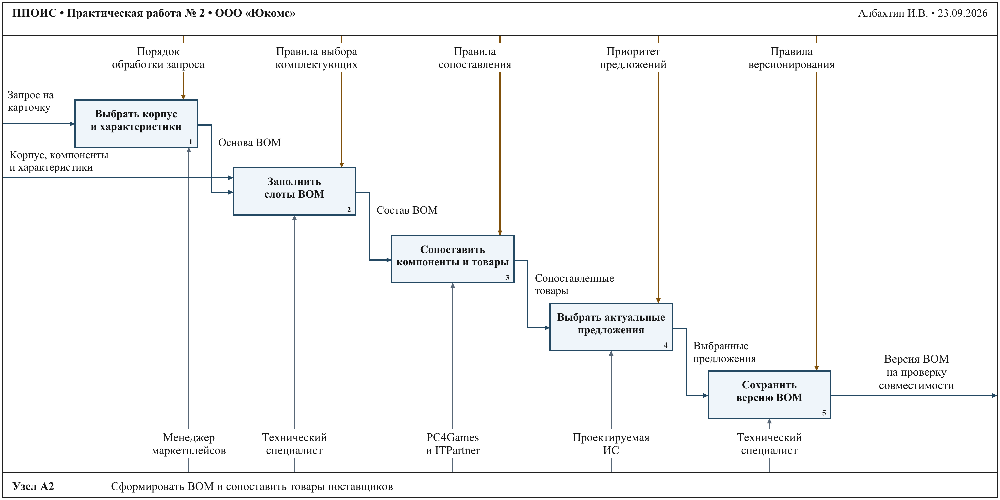 ППОИС • Практическая работа № 2 • ООО «Юкомс»
Албахтин И.В. • 23.09.2026
Порядок
обработки запроса
Правила выбора
комплектующих
Правила
сопоставления
Приоритет
предложений
Правила
версионирования
Запрос на
карточку
Выбрать корпус
и характеристики
1
Основа BOM
Корпус, компоненты
и характеристики
Заполнить
слоты BOM
2
Состав BOM
Сопоставить
компоненты и товары
3
Сопоставленные
товары
Выбрать актуальные
предложения
4
Выбранные
предложения
Сохранить
версию BOM
5
Версия BOM
на проверку
совместимости
Менеджер
маркетплейсов
Технический
специалист
PC4Games
и ITPartner
Проектируемая
ИС
Технический
специалист
Узел A2
Сформировать BOM и сопоставить товары поставщиков